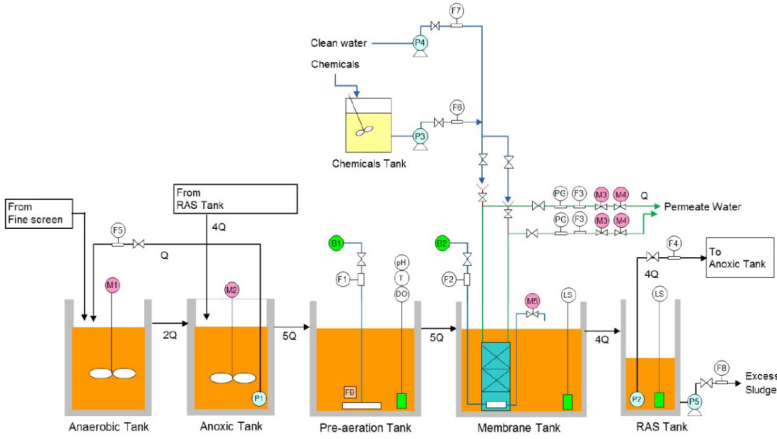 F7
Clean water
P4
Chemicals
F6
P3
Chemicals Tank
From
Fine screen
From
RAS Tank
4Q
F5
Q
M1
M2
B1
F1
pH
T
DO
B2
F2
PG
F3
M3
M4
Q
Permeate Water
PG
F3
M3
M4
M5
LS
F4
4Q
To
Anoxic Tank
LS
2Q
5Q
5Q
4Q
P1
FB
P2
P5
F8
Excess
Sludge
Anaerobic Tank
Anoxic Tank
Pre-aeration Tank
Membrane Tank
RAS Tank